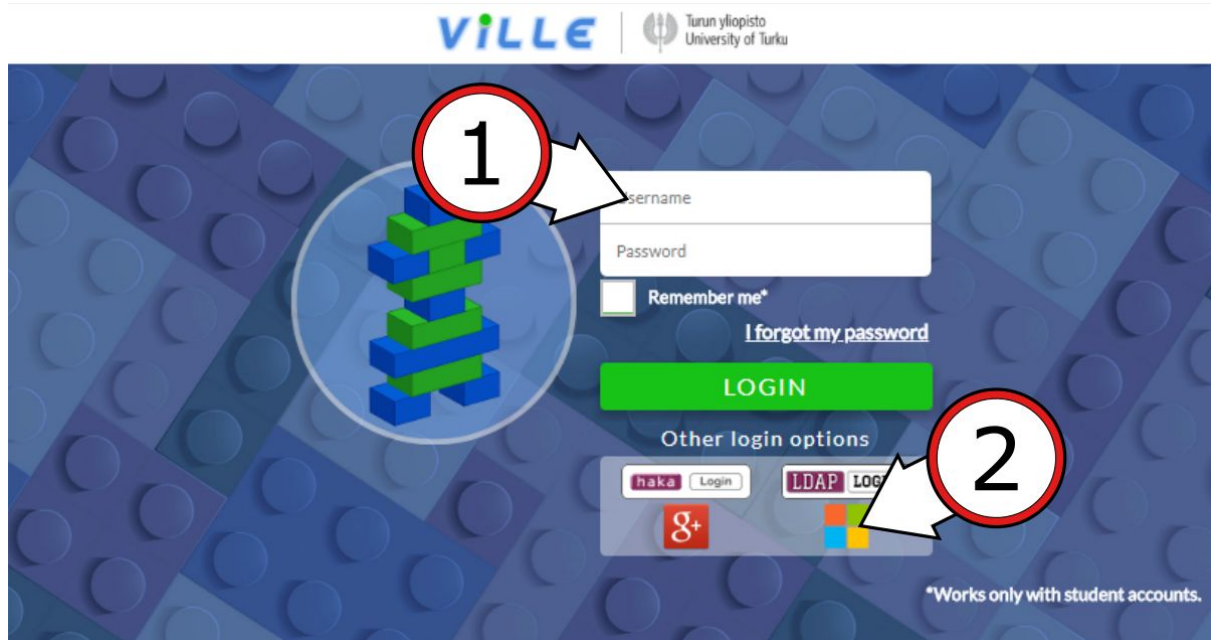 ViLLE
Turun yliopisto
University of Turku
1
Username
Password
Remember me*
I forgot my password
LOGIN
Other login options
haka Login
LDAP
2
g+
*Works only with student accounts.